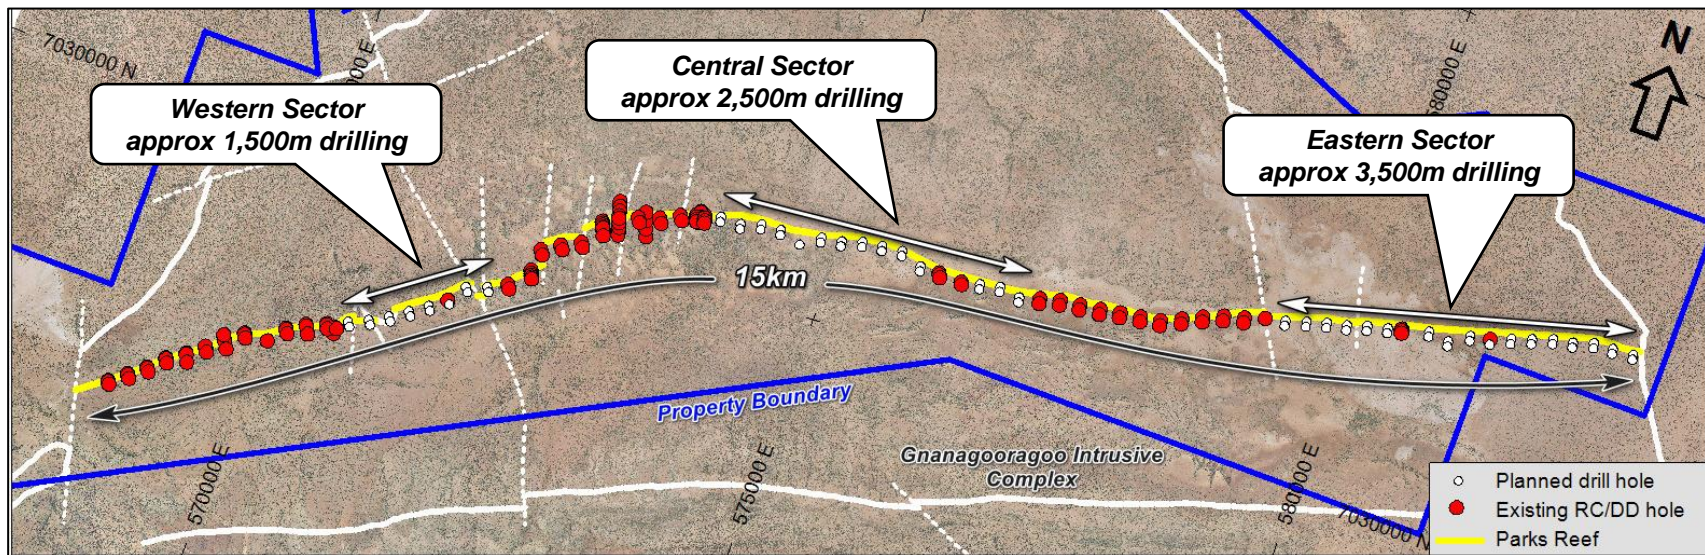 7030000 N
000 E
Western Sector
approx 1,500m drilling
Central Sector
approx 2,500m drilling
Eastern Sector
approx 3,500m drilling
580000 E
N
15km
Property Boundary
Gnanagooragoo Intrusive
Complex
570000 E
575000 E
580000 E
7030000 N
Planned drill hole
Existing RC/DD hole
Parks Reef